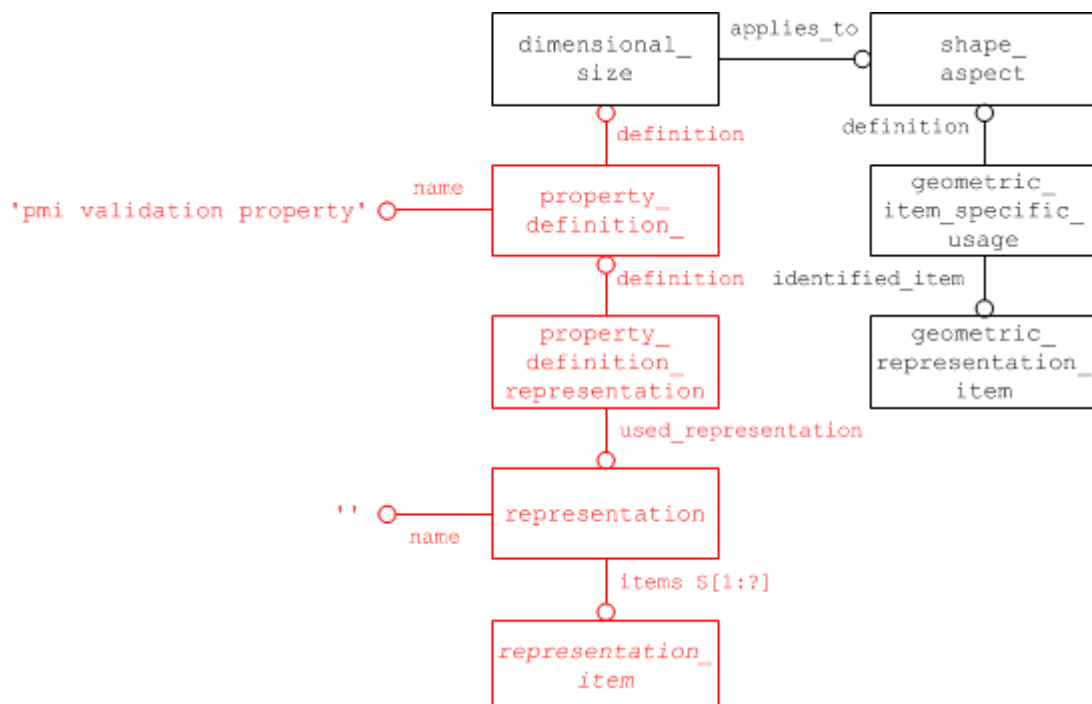 dimensional_
size
applies_to
shape_
aspect
definition
definition
'pmi validation property'
name
property_
definition_
geometric_
item_specific_
usage
definition
identified_item
property_
definition_
representation
geometric_
representation_
item
used_representation
''
name
representation
items S[1:?]
representation_
item